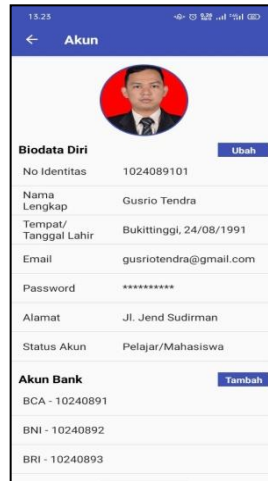 13.23
Akun
Biodata Diri Ubah
No Identitas 1024089101
Nama
Lengkap Gusrio Tendra
Tempat/
Tanggal Lahir Bukittinggi, 24/08/1991
Email gusriotendra@gmail.com
Password **********
Alamat Jl. Jend Sudirman
Status Akun Pelajar/Mahasiswa
Akun Bank Tambah
BCA - 10240891
BNI - 10240892
BRI - 10240893